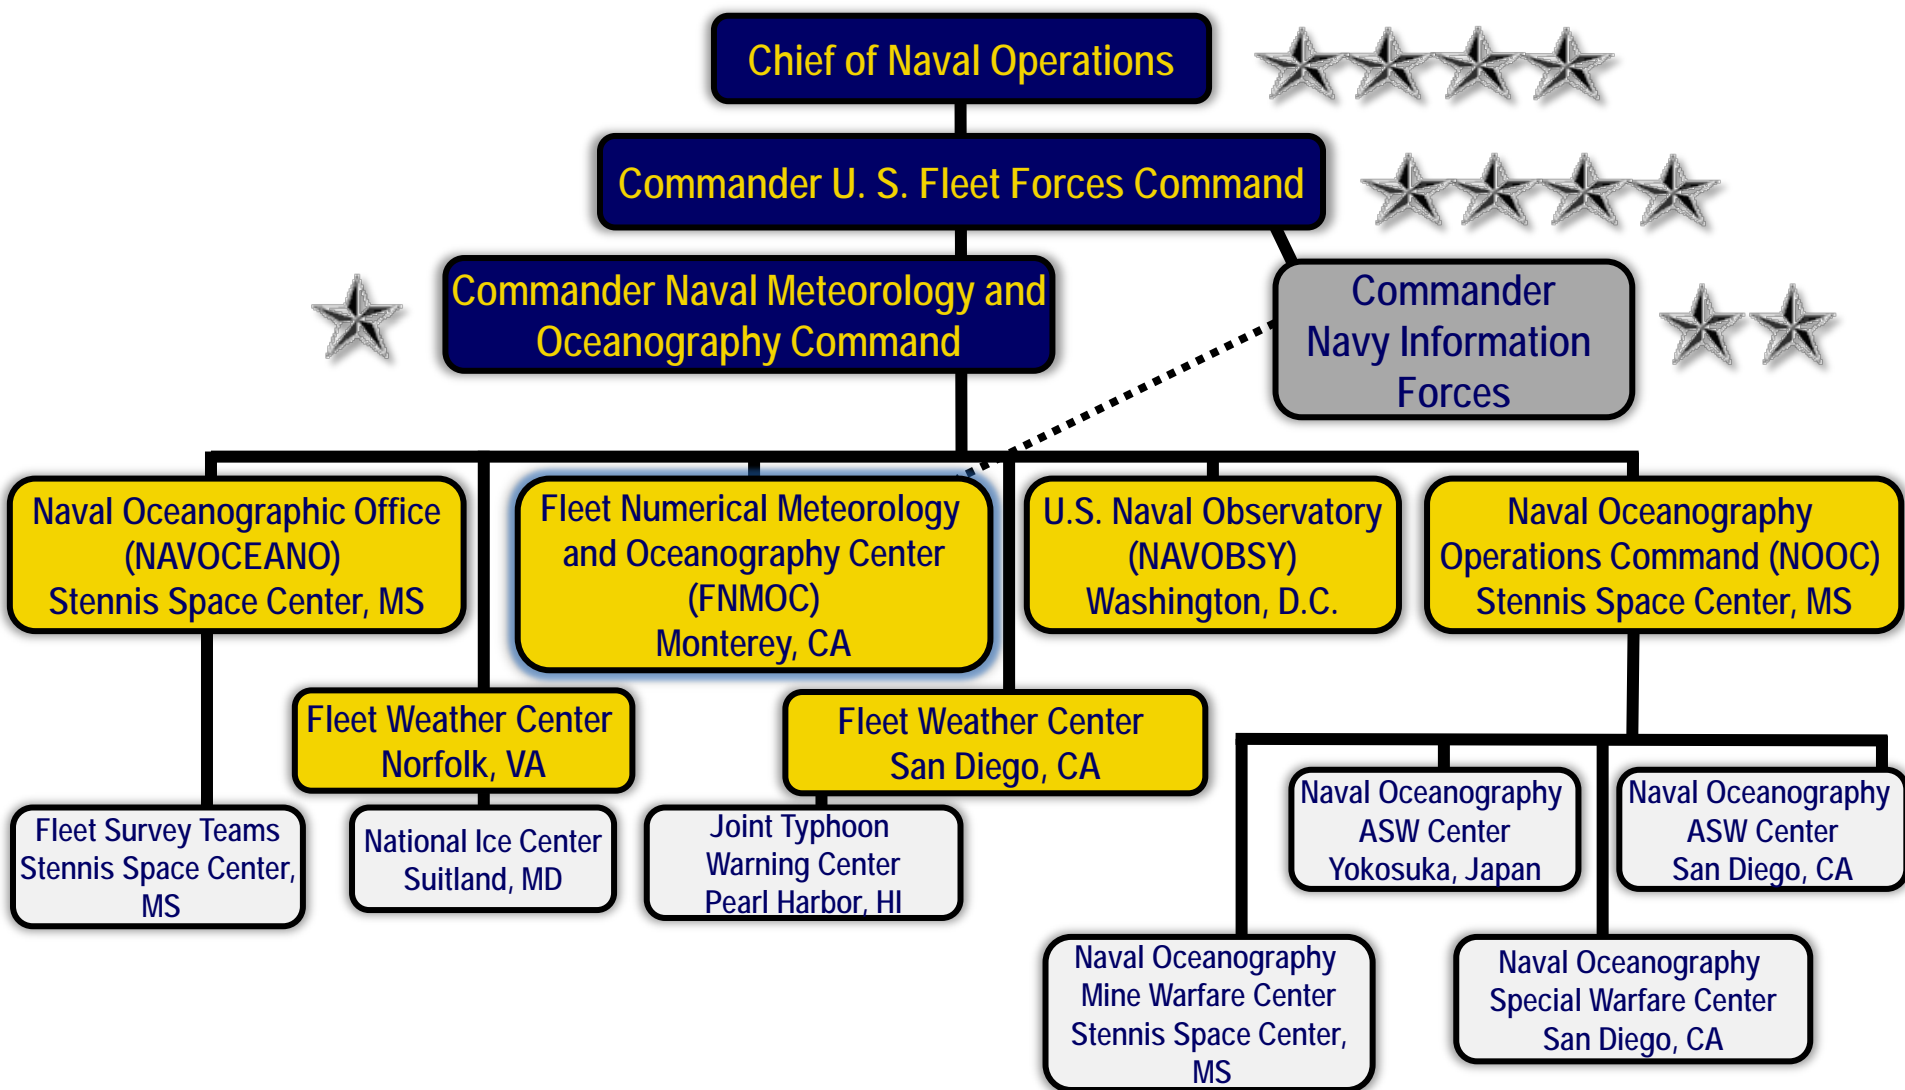 Chief of Naval Operations
Commander U. S. Fleet Forces Command
Commander Naval Meteorology and
Oceanography Command
Commander
Navy Information
Forces
Naval Oceanographic Office
(NAVOCEANO)
Stennis Space Center, MS
Fleet Numerical Meteorology
and Oceanography Center
(FNMOC)
Monterey, CA
U.S. Naval Observatory
(NAVOBSY)
Washington, D.C.
Naval Oceanography
Operations Command (NOOC)
Stennis Space Center, MS
Fleet Weather Center
Norfolk, VA
Fleet Weather Center
San Diego, CA
Fleet Survey Teams
Stennis Space Center,
MS
National Ice Center
Suitland, MD
Joint Typhoon
Warning Center
Pearl Harbor, HI
Naval Oceanography
ASW Center
Yokosuka, Japan
Naval Oceanography
ASW Center
San Diego, CA
Naval Oceanography
Mine Warfare Center
Stennis Space Center,
MS
Naval Oceanography
Special Warfare Center
San Diego, CA